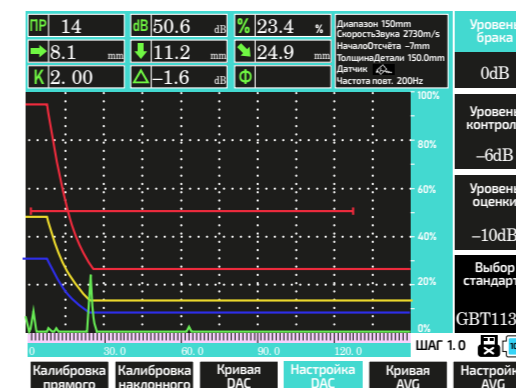 ПР 14 dB 50.6 dB % 23.4 %
8.1 mm 11.2 mm 24.9 mm
K 2.00 –1.6 dB Ф
Диапазон 150mm
СкоростьЗвука 2730m/s
НачалоОтсчёта –7mm
ТолщинаДетали 150.0mm
Датчик
Частота повт. 200Hz
Уровень
брака
0dB
Уровень
контрол
–6dB
Уровень
оценки
–10dB
Выбор
стандарт
GBT113
100%
80%
60%
40%
20%
0%
0 30.0 60.0 90.0 120.0
ШАГ 1.0
Калибровка
прямого
Калибровка
наклонного
Кривая
DAC
Настройка
DAC
Кривая
AVG
Настройк
AVG